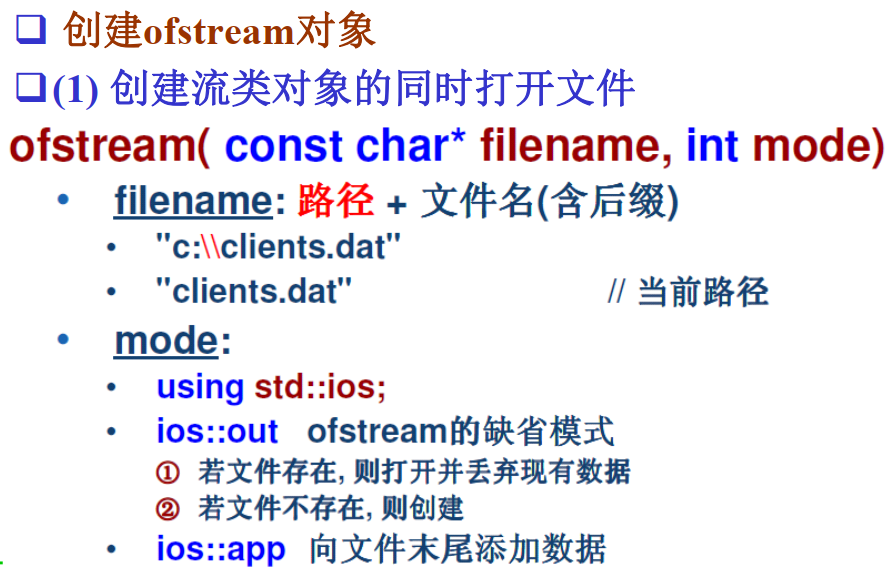 ❑ 创建ofstream对象
❑(1) 创建流类对象的同时打开文件
ofstream( const char* filename, int mode)
• filename: 路径 + 文件名(含后缀)
• "c:\\clients.dat"
• "clients.dat" // 当前路径
• mode:
• using std::ios;
• ios::out ofstream的缺省模式
① 若文件存在, 则打开并丢弃现有数据
② 若文件不存在, 则创建
• ios::app 向文件末尾添加数据